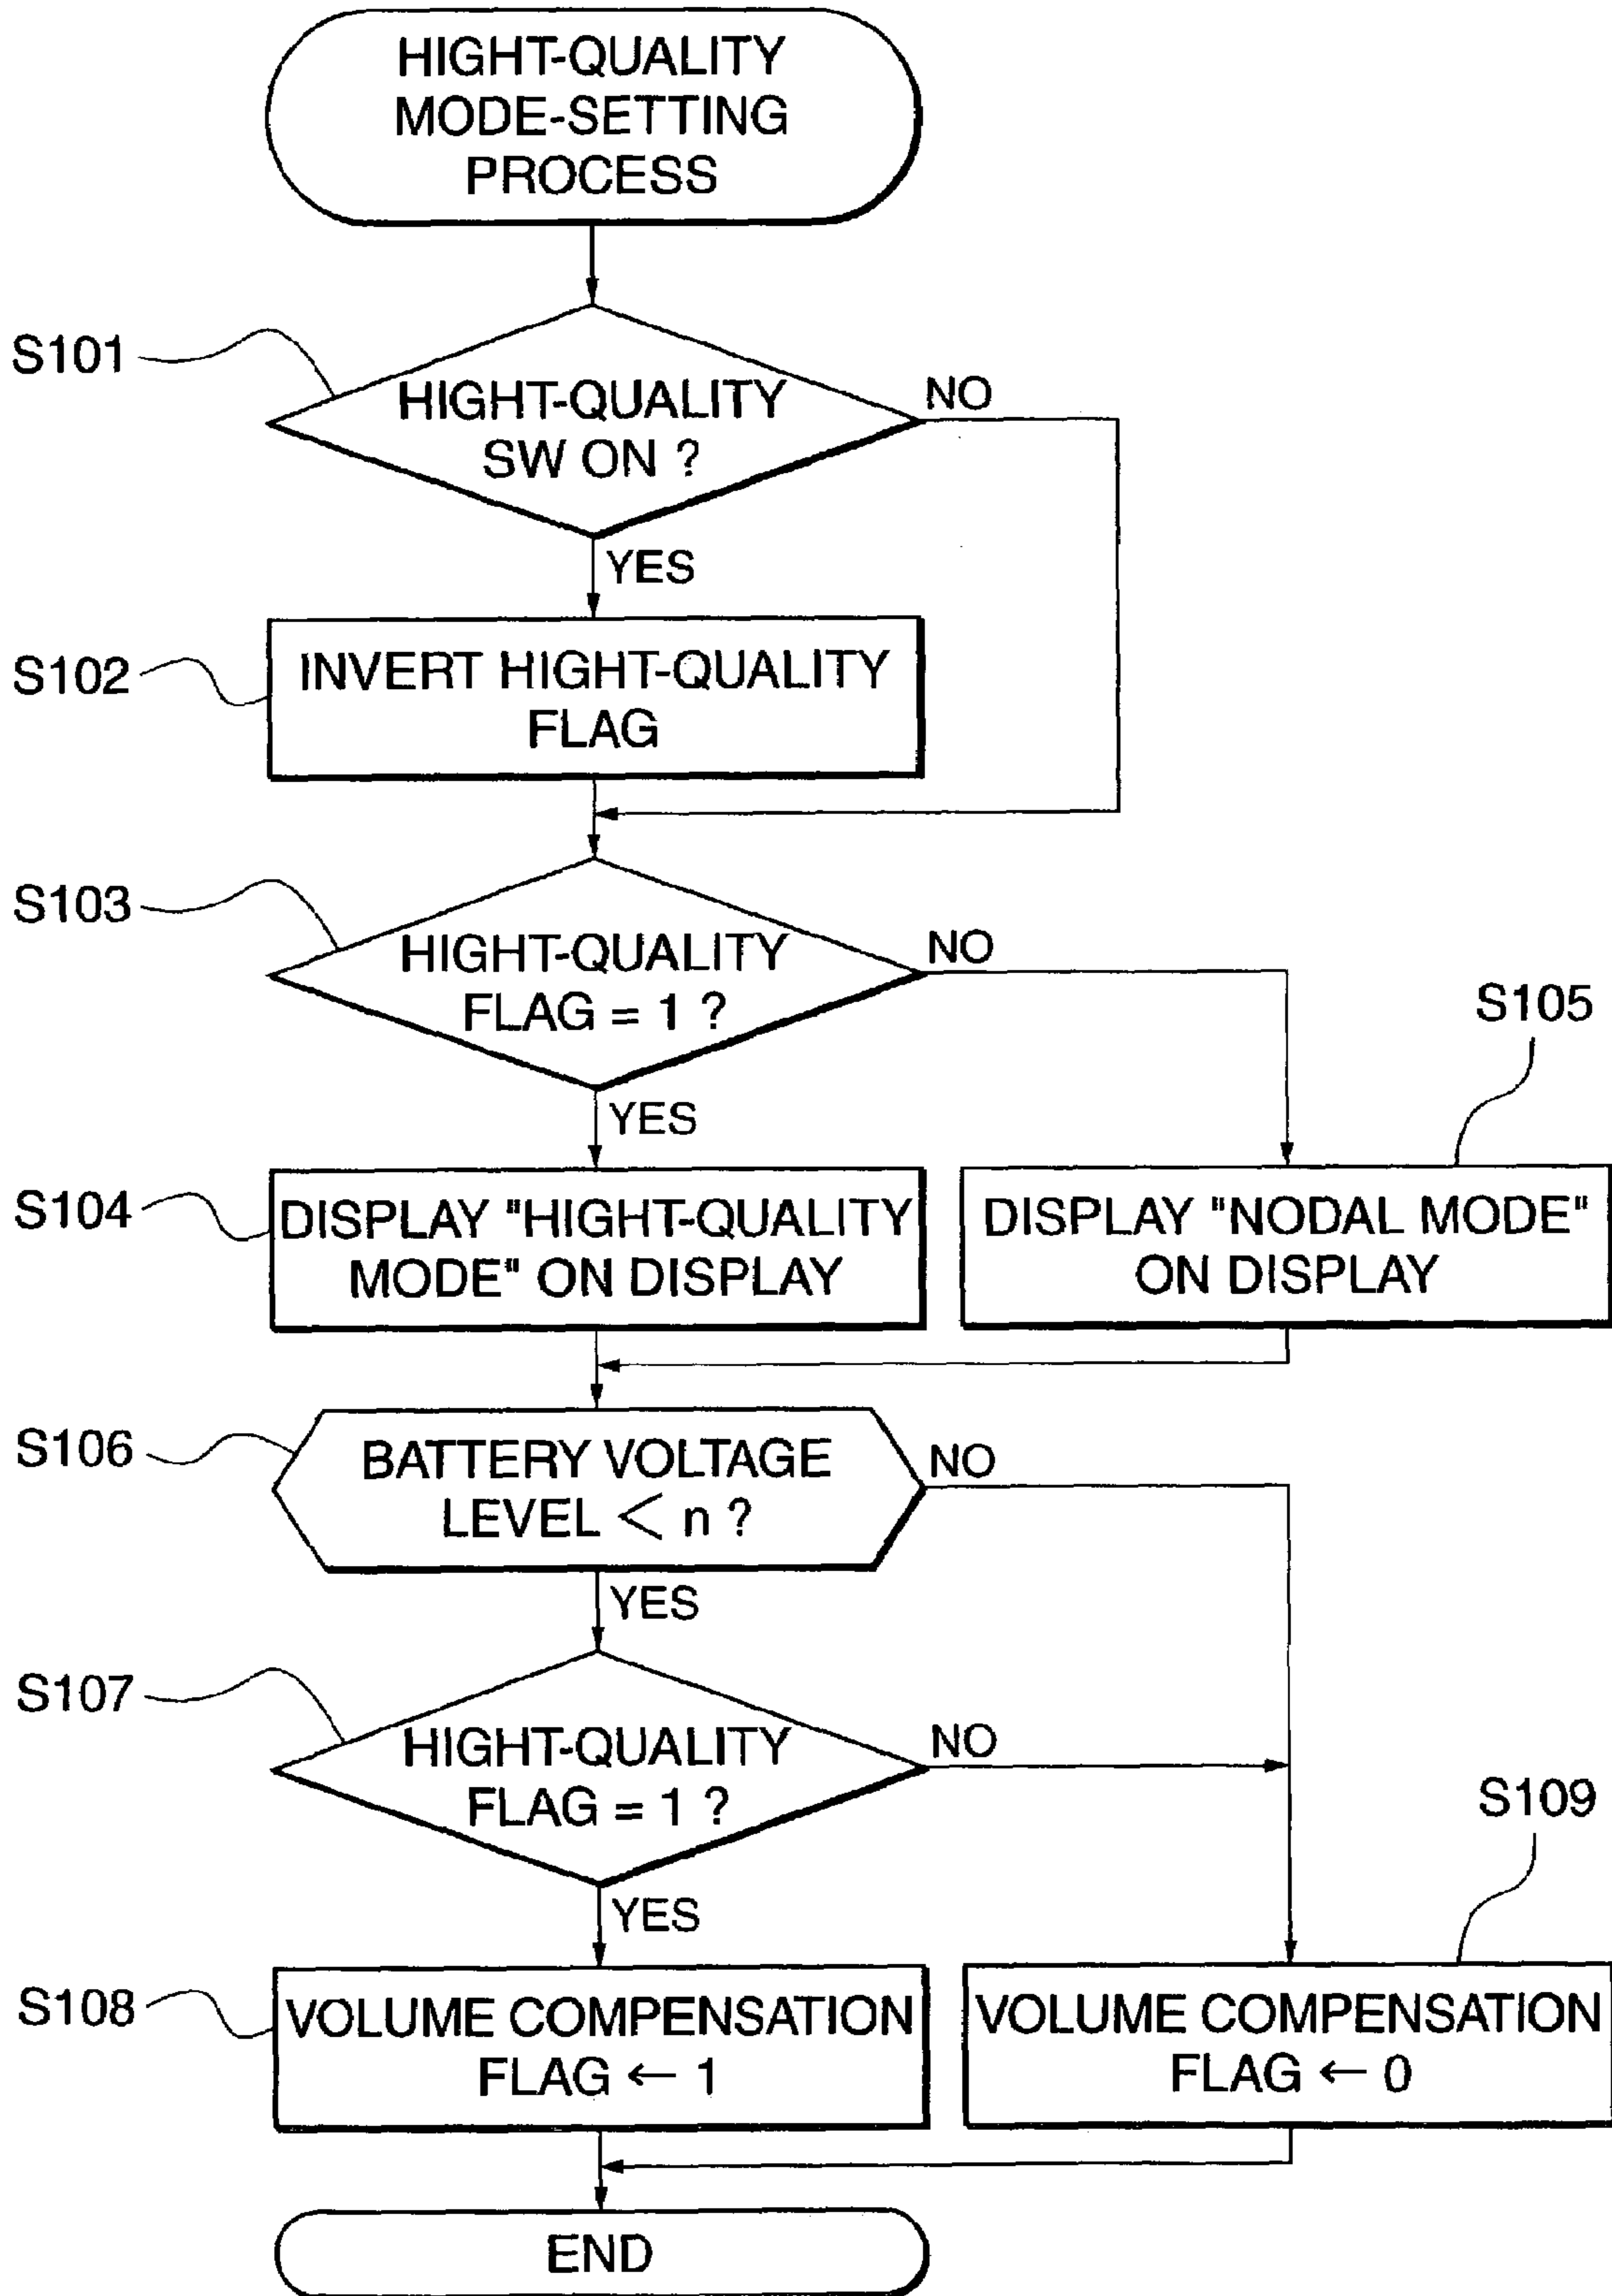 HIGHT-QUALITY
MODE-SETTING
PROCESS
S101
HIGHT-QUALITY
SW ON ?
NO
YES
S102
INVERT HIGHT-QUALITY
FLAG
S103
HIGHT-QUALITY
FLAG = 1 ?
NO
YES
S105
S104
DISPLAY "HIGHT-QUALITY
MODE" ON DISPLAY
DISPLAY "NODAL MODE"
ON DISPLAY
S106
BATTERY VOLTAGE
LEVEL < n ?
NO
YES
S107
HIGHT-QUALITY
FLAG = 1 ?
NO
YES
S109
S108
VOLUME COMPENSATION
FLAG ← 1
VOLUME COMPENSATION
FLAG ← 0
END